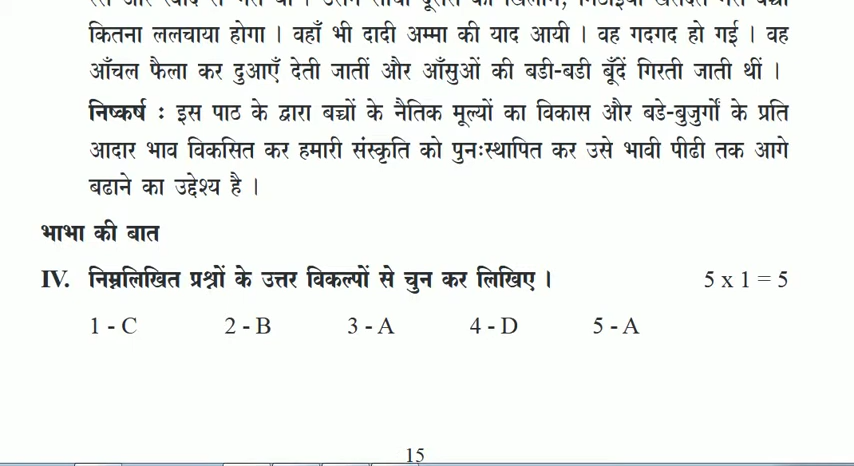 कितना ललचाया होगा । वहाँ भी दादी अम्मा की याद आयी । वह गदगद हो गई । वह
आँचल फैला कर दुआएँ देती जातीं और आँसुओं की बडी-बडी बूँदें गिरती जाती थीं ।
निष्कर्ष : इस पाठ के द्वारा बच्चों के नैतिक मूल्यों का विकास और बडे-बुजुर्गों के प्रति
आदार भाव विकसित कर हमारी संस्कृति को पुनःस्थापित कर उसे भावी पीढी तक आगे
बढाने का उद्देश्य है ।
भाभा की बात
IV. निम्नलिखित प्रश्नों के उत्तर विकल्पों से चुन कर लिखिए । 5 x 1 = 5
1 - C 2 - B 3 - A 4 - D 5 - A
15